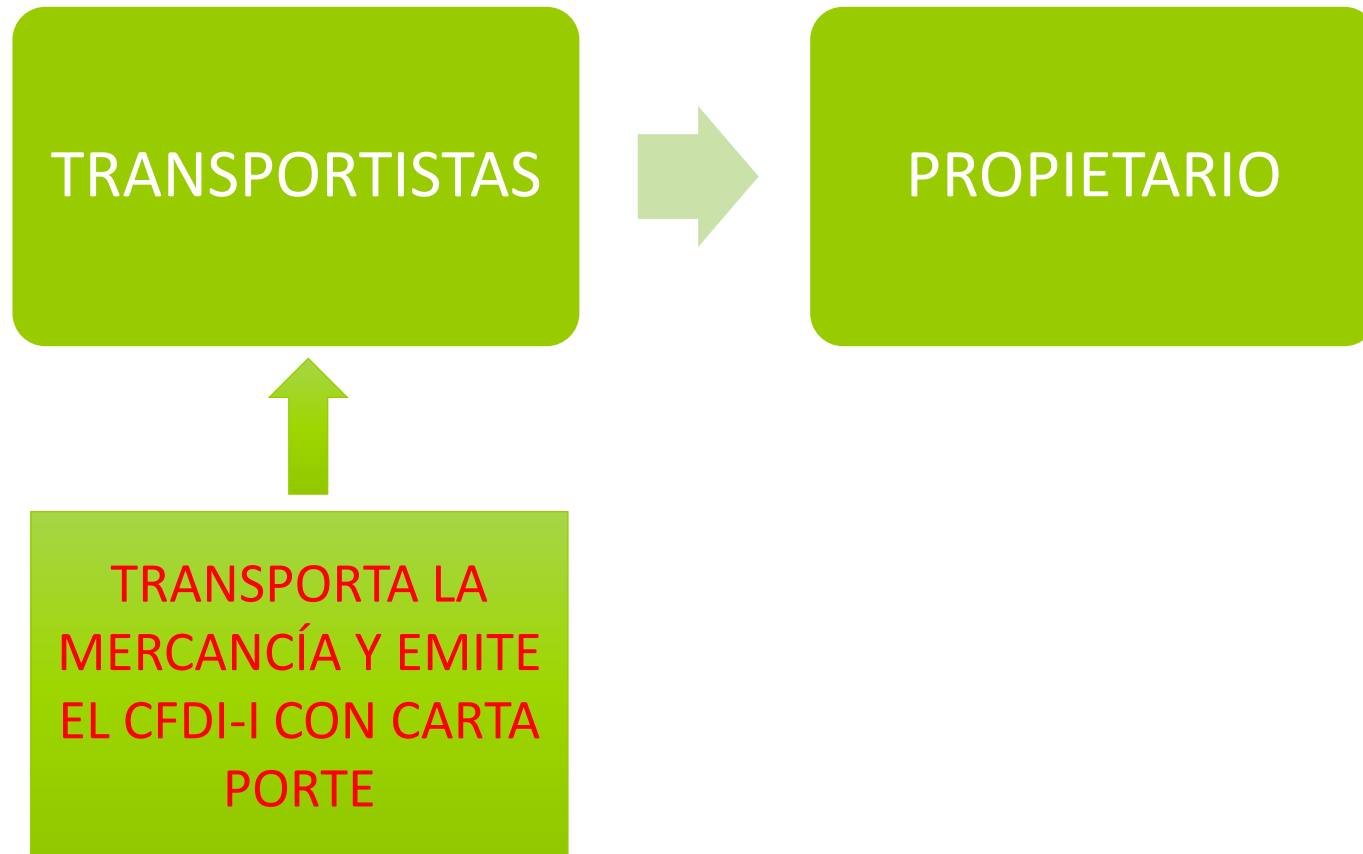 TRANSPORTISTAS
PROPIETARIO
TRANSPORTA LA
MERCANCÍA Y EMITE
EL CFDI-I CON CARTA
PORTE